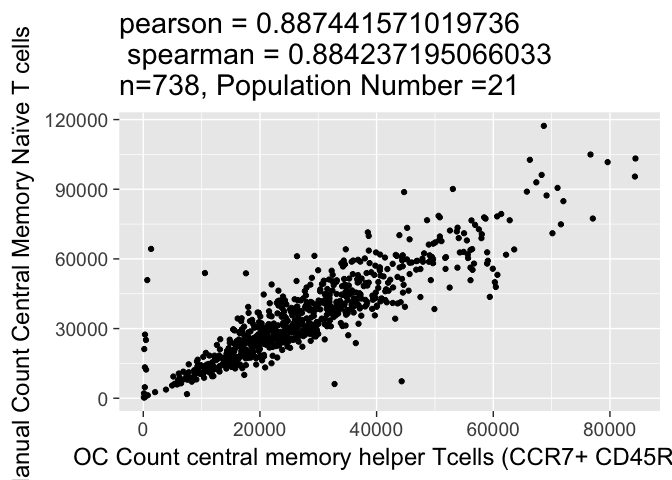 pearson = 0.887441571019736
spearman = 0.884237195066033
n=738, Population Number =21
anual Count Central Memory Naïve T cells
120000
90000
60000
30000
0
0 20000 40000 60000 80000
OC Count central memory helper Tcells (CCR7+ CD45R